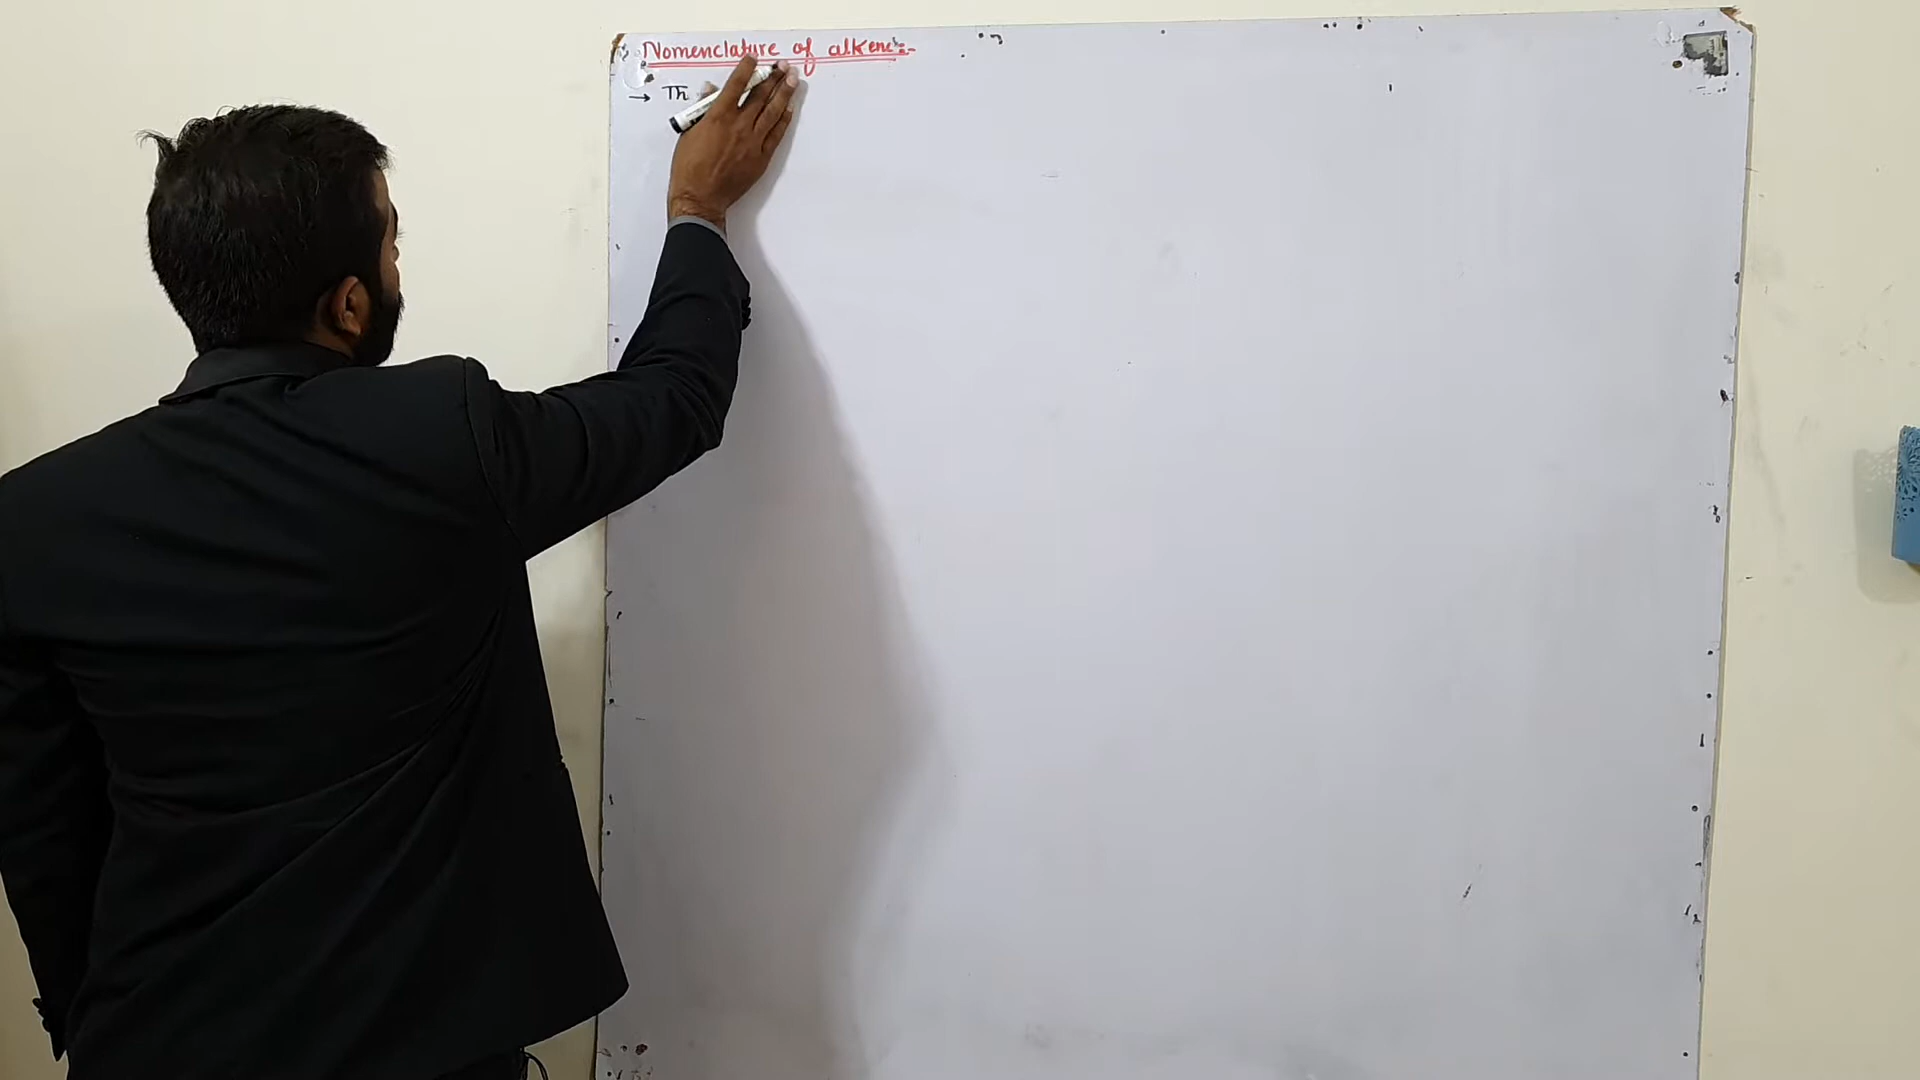 Nomenclature of alkene:-
→ Th